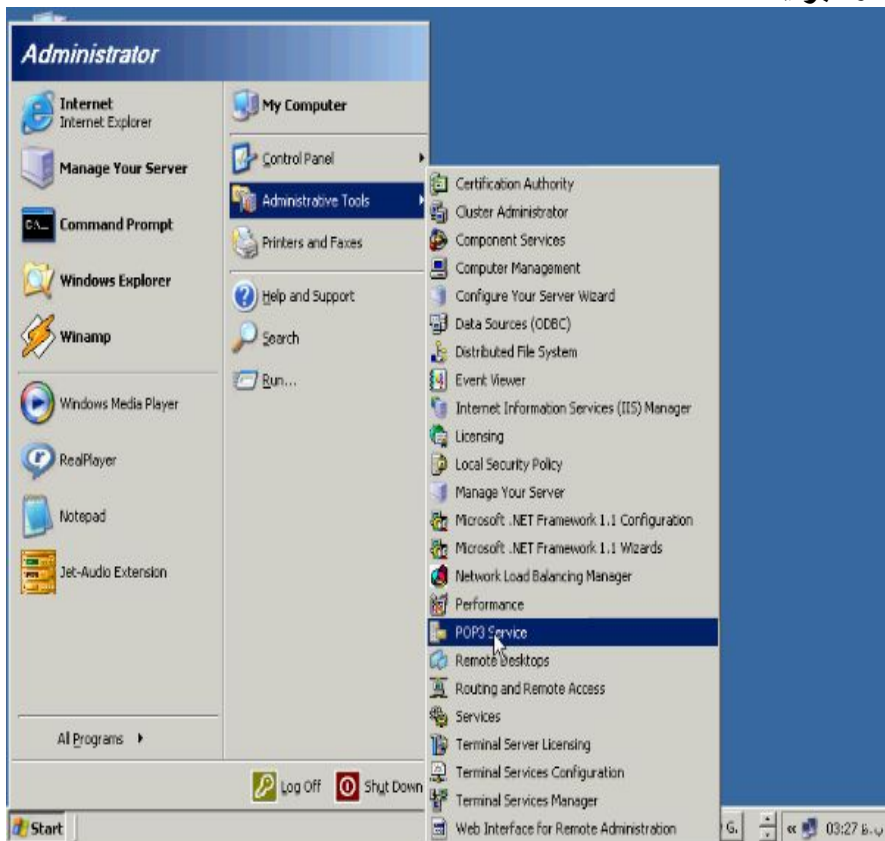 Administrator
Internet
Internet Explorer
Manage Your Server
Command Prompt
Windows Explorer
Winamp
Windows Media Player
RealPlayer
Notepad
Jet-Audio Extension
All Programs
My Computer
Control Panel
Administrative Tools
Printers and Faxes
Help and Support
Search
Run...
Log Off
Shut Down
Certification Authority
Cluster Administrator
Component Services
Computer Management
Configure Your Server Wizard
Data Sources (ODBC)
Distributed File System
Event Viewer
Internet Information Services (IIS) Manager
Licensing
Local Security Policy
Manage Your Server
Microsoft .NET Framework 1.1 Configuration
Microsoft .NET Framework 1.1 Wizards
Network Load Balancing Manager
Performance
POP3 Service
Remote Desktops
Routing and Remote Access
Services
Terminal Server Licensing
Terminal Services Configuration
Terminal Services Manager
Web Interface for Remote Administration
Start
G.
03:27 ب.ظ